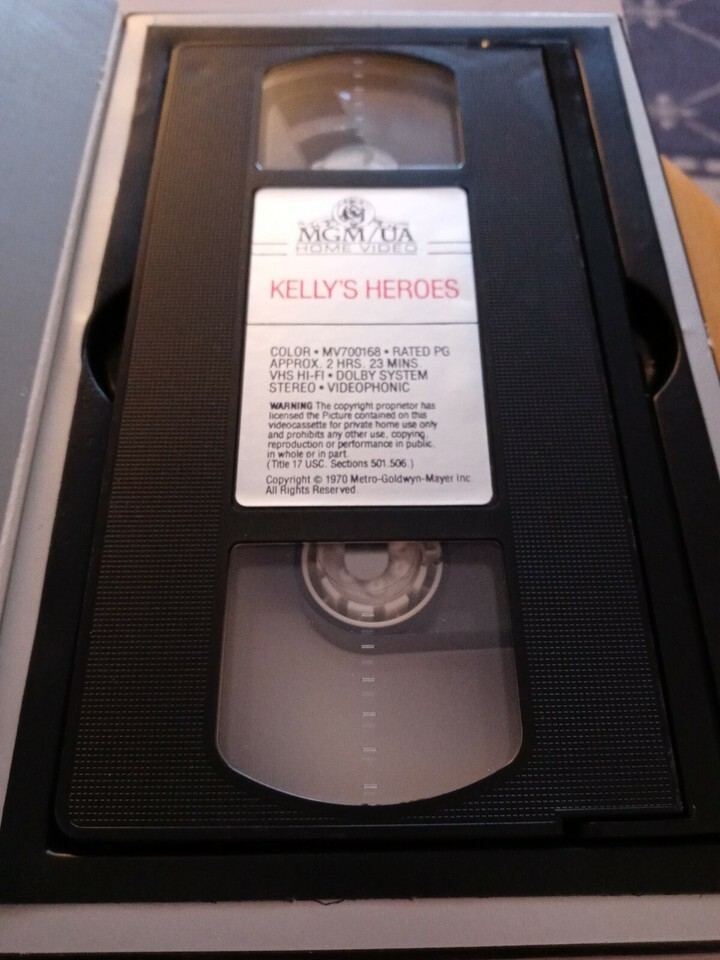 MGM/UA
HOME VIDEO
KELLY'S HEROES
COLOR • MV700168 • RATED PG
APPROX. 2 HRS. 23 MINS
VHS HI-FI • DOLBY SYSTEM
STEREO • VIDEOPHONIC
WARNING The copyright proprietor has
licensed the Picture contained on this
videocassette for private home use only
and prohibits any other use, copying,
reproduction or performance in public,
in whole or in part.
(Title 17 USC. Sections 501.506.)
Copyright © 1970 Metro-Goldwyn-Mayer Inc.
All Rights Reserved.